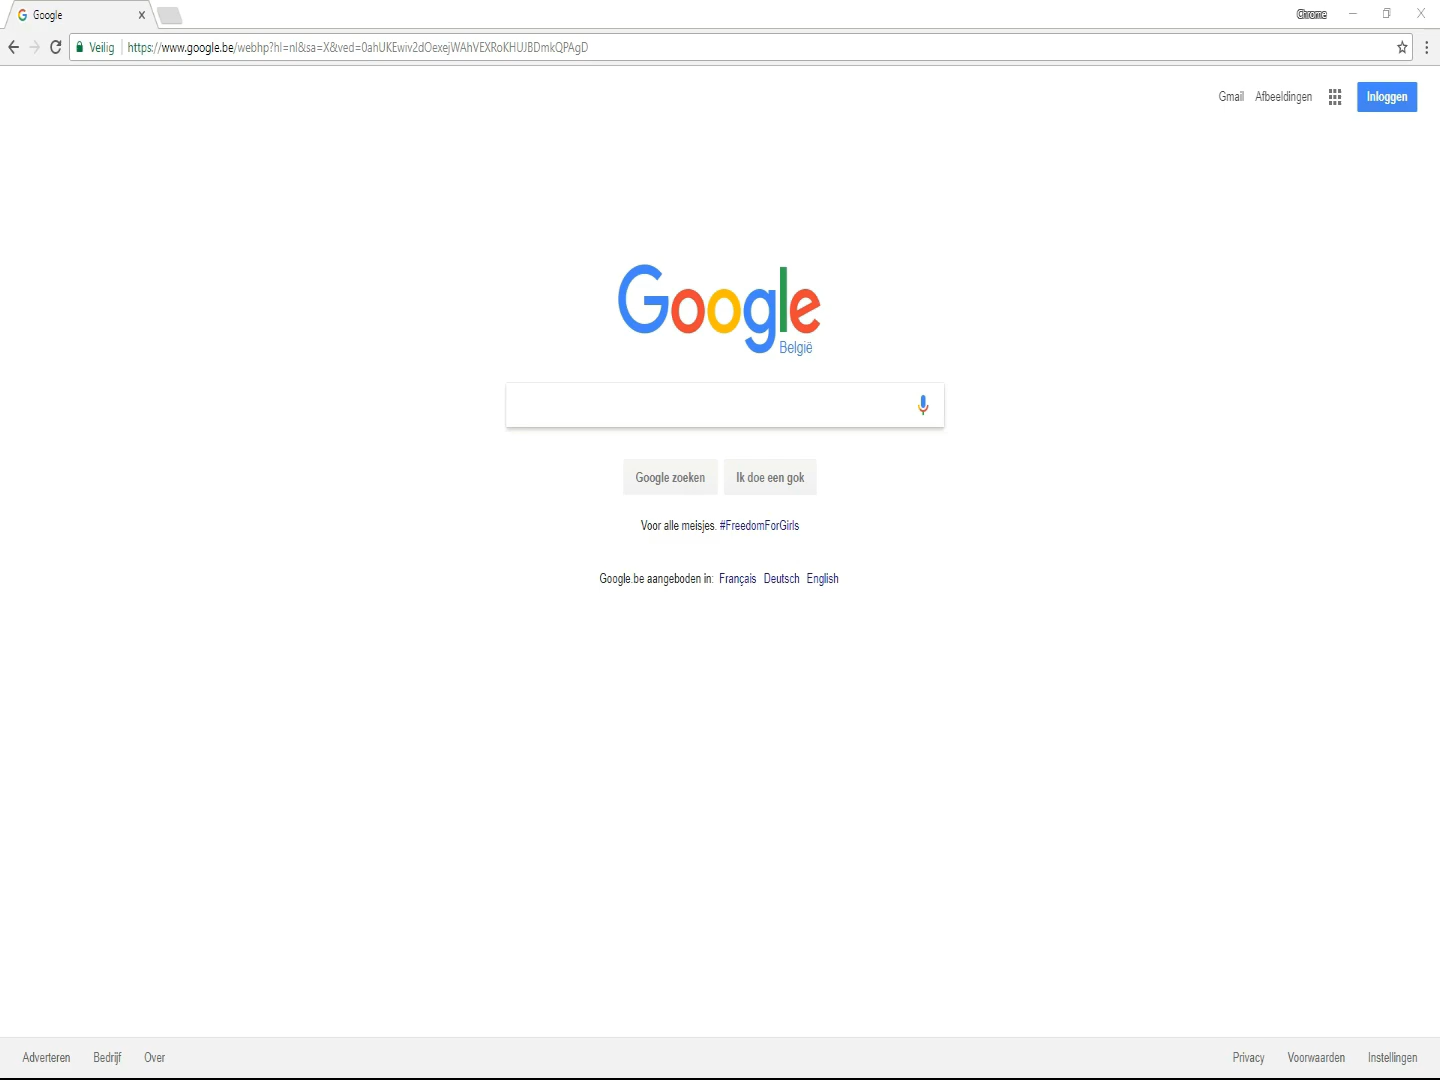 Google
Chrome
Veilig https://www.google.be/webhp?hl=nl&sa=X&ved=0ahUKEwiv2dOexejWAhVEXRoKHUJBDmkQPAgD
Gmail Afbeeldingen Inloggen
Google
België
Google zoeken Ik doe een gok
Voor alle meisjes. #FreedomForGirls
Google.be aangeboden in: Français Deutsch English
Adverteren Bedrijf Over Privacy Voorwaarden Instellingen